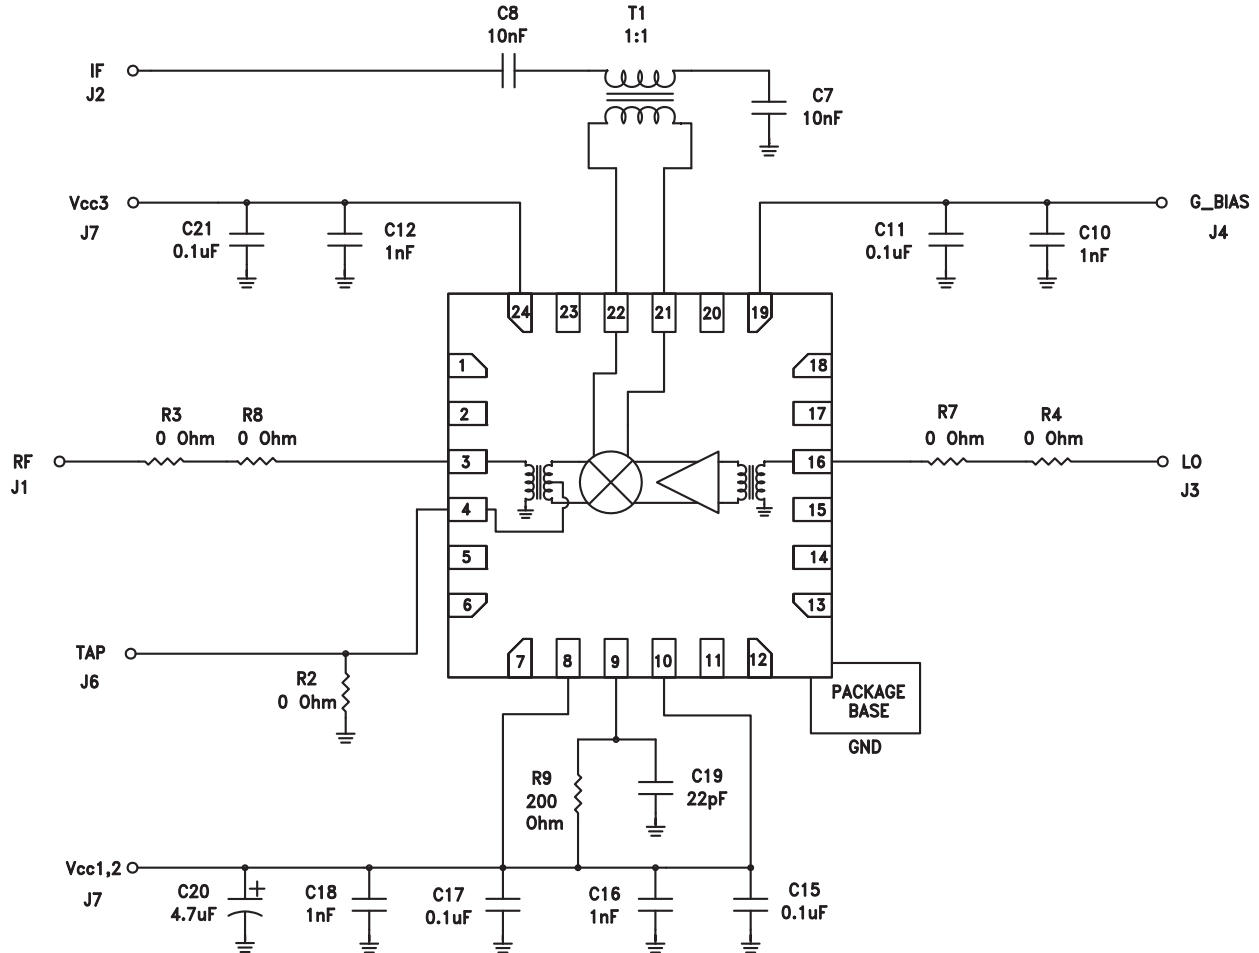 C8
10nF
T1
1:1
IF
J2
C7
10nF
Vcc3
J7
C21
0.1uF
C12
1nF
C11
0.1uF
C10
1nF
G_BIAS
J4
24
23
22
21
20
19
1
18
2
17
3
16
4
15
5
14
6
13
7
8
9
10
11
12
RF
J1
R3
0 Ohm
R8
0 Ohm
R7
0 Ohm
R4
0 Ohm
LO
J3
TAP
J6
R2
0 Ohm
PACKAGE
BASE
GND
R9
200
Ohm
C19
22pF
Vcc1,2
J7
C20
4.7uF
+
C18
1nF
C17
0.1uF
C16
1nF
C15
0.1uF